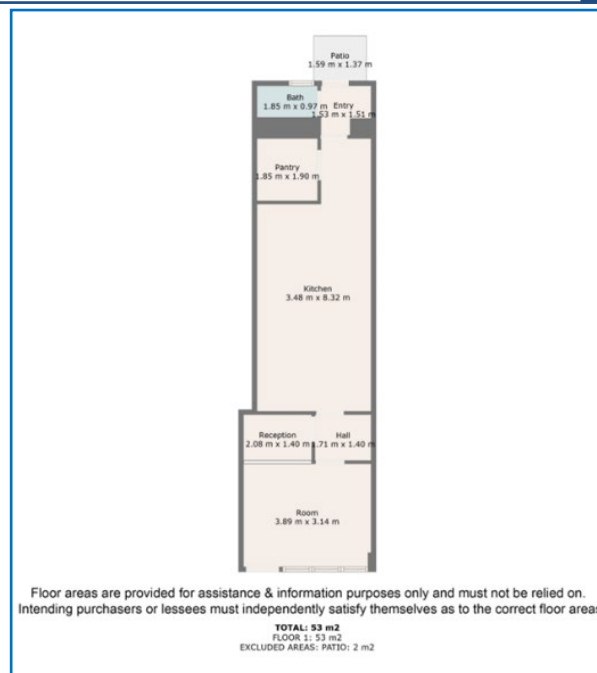 Patio
1.59 m x 1.37 m
Bath
1.85 m x 0.97 m
Entry
1.53 m x 1.51 m
Pantry
1.85 m x 1.90 m
Kitchen
3.48 m x 8.32 m
Reception
2.08 m x 1.40 m
Hall
.71 m x 1.40 m
Room
3.89 m x 3.14 m
Floor areas are provided for assistance & information purposes only and must not be relied on.
Intending purchasers or lessees must independently satisfy themselves as to the correct floor areas
TOTAL: 53 m2
FLOOR 1: 53 m2
EXCLUDED AREAS: PATIO: 2 m2